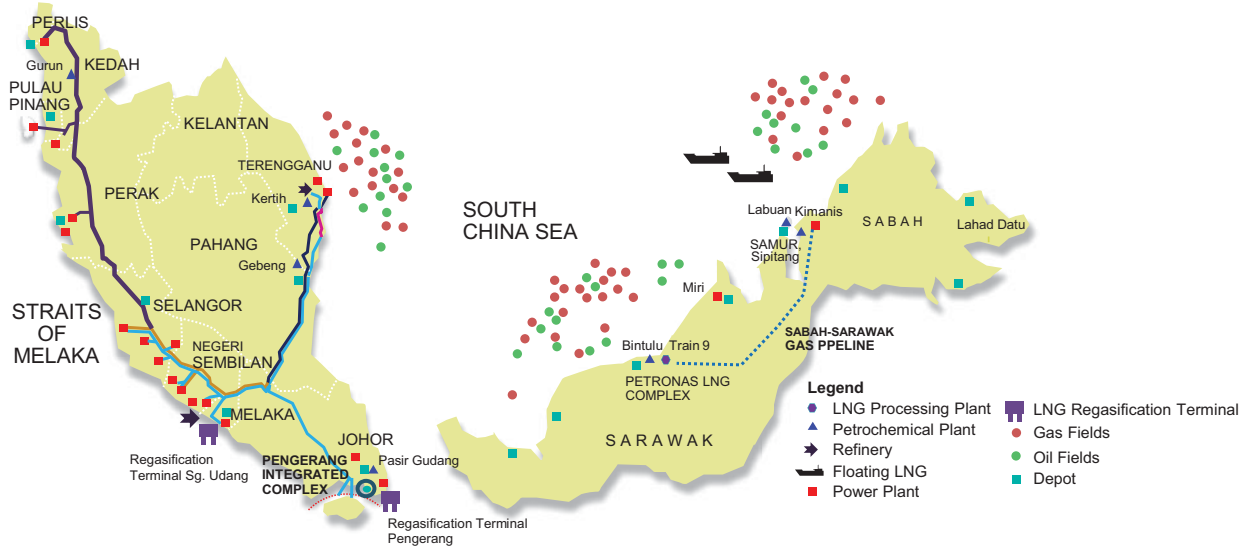 PERLIS
Gurun
KEDAH
PULAU
PINANG
KELANTAN
TERENGGANU
Kertih
PERAK
PAHANG
Gebeng
SELANGOR
STRAITS
OF
MELAKA
NEGERI
SEMBILAN
MELAKA
Regasification
Terminal Sg. Udang
JOHOR
Pasir Gudang
PENGERANG
INTEGRATED
COMPLEX
Regasification Terminal
Pengerang
SOUTH
CHINA SEA
Labuan
Kimanis
SAMUR,
Sipitang
SABAH
Lahad Datu
Miri
SABAH-SARAWAK
GAS PPELINE
Bintulu
Train 9
PETRONAS LNG
COMPLEX
SARAWAK
Legend
LNG Processing Plant
Petrochemical Plant
Refinery
Floating LNG
Power Plant
LNG Regasification Terminal
Gas Fields
Oil Fields
Depot